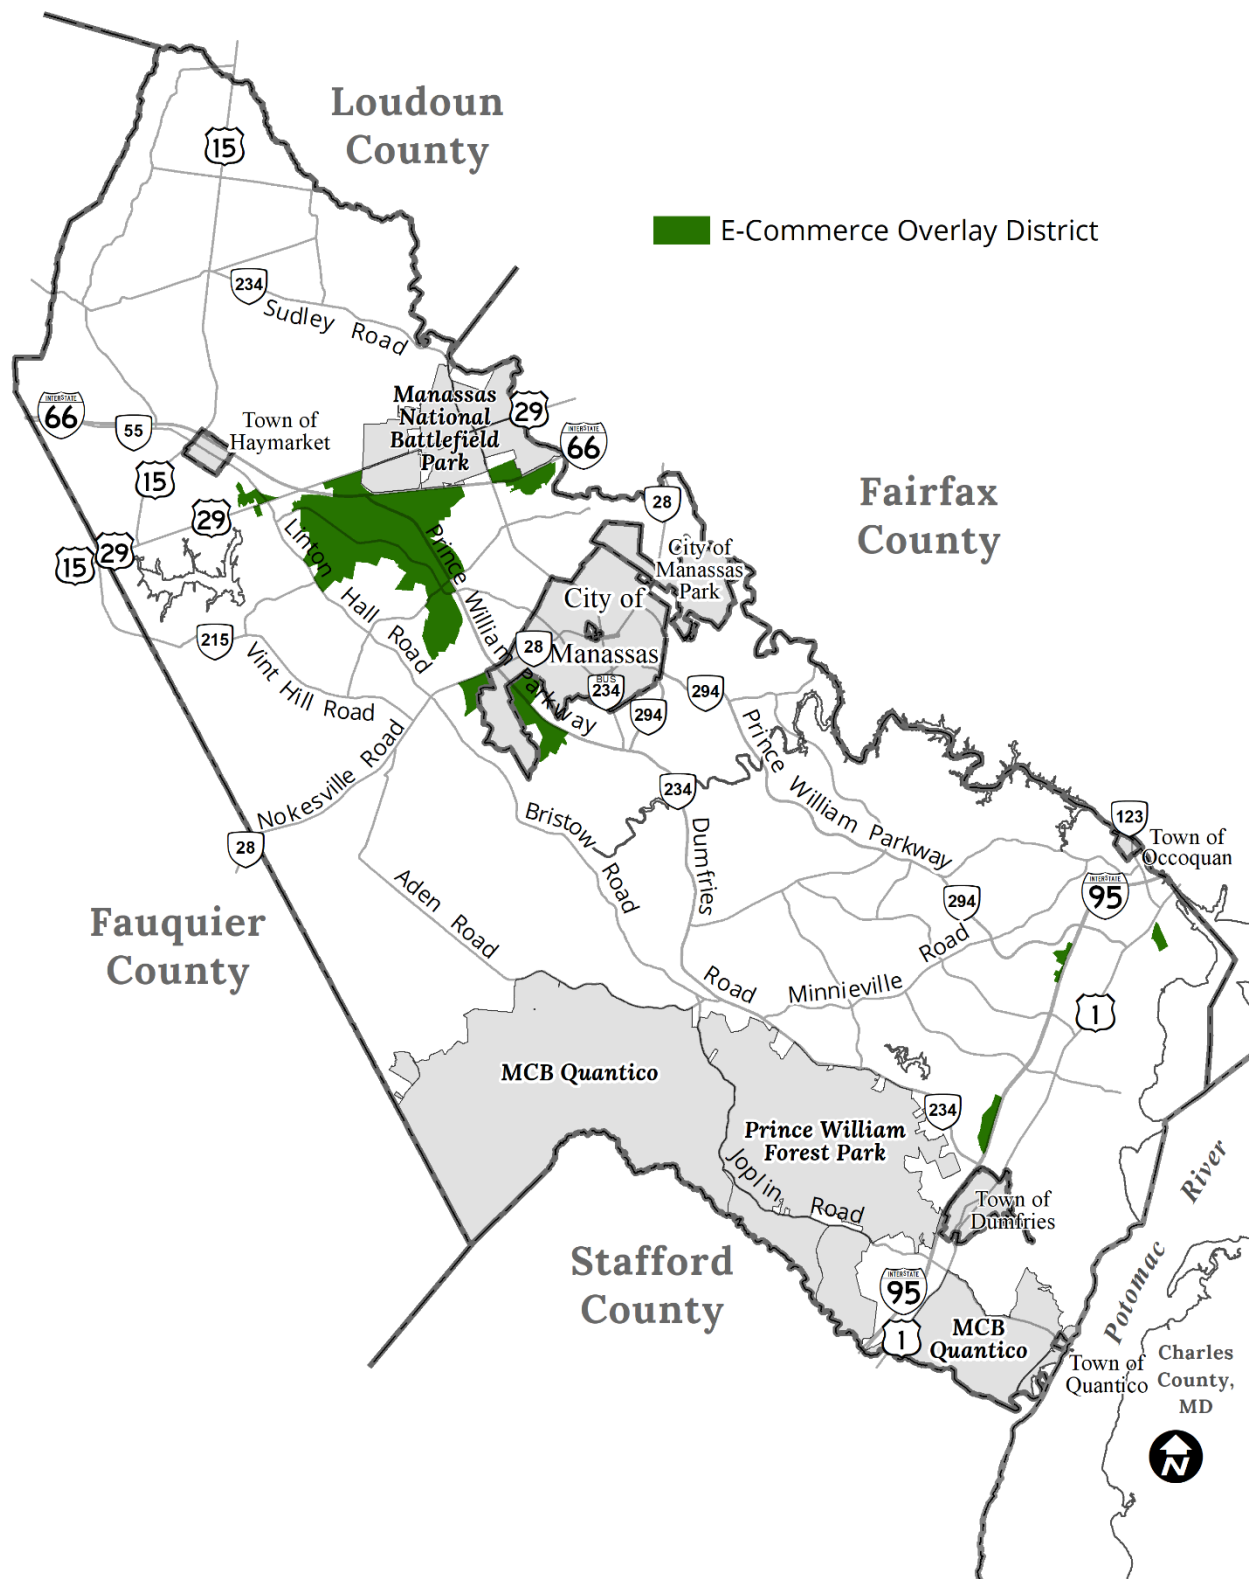 Loudoun
County
15
E-Commerce Overlay District
234
Sudley Road
Manassas
National
Battlefield
Park
29
INTERSTATE
66
55
Town of
Haymarket
INTERSTATE
66
15
29
28
Fairfax
County
15
29
Linton Hall Road
Prince William Parkway
City of
Manassas
Park
City of
Manassas
28
215
Vint Hill Road
BUS
234
294
294
Prince William Parkway
Nokesville Road
28
234
Dumfries Road
Bristow Road
123
Town of
Occoquan
INTERSTATE
95
294
Aden Road
Fauquier
County
Minnieville Road
1
MCB Quantico
234
Prince William
Forest Park
Joplin Road
Town of
Dumfries
Potomac River
Stafford
County
INTERSTATE
95
1
MCB
Quantico
Town of
Quantico
Charles
County,
MD
N